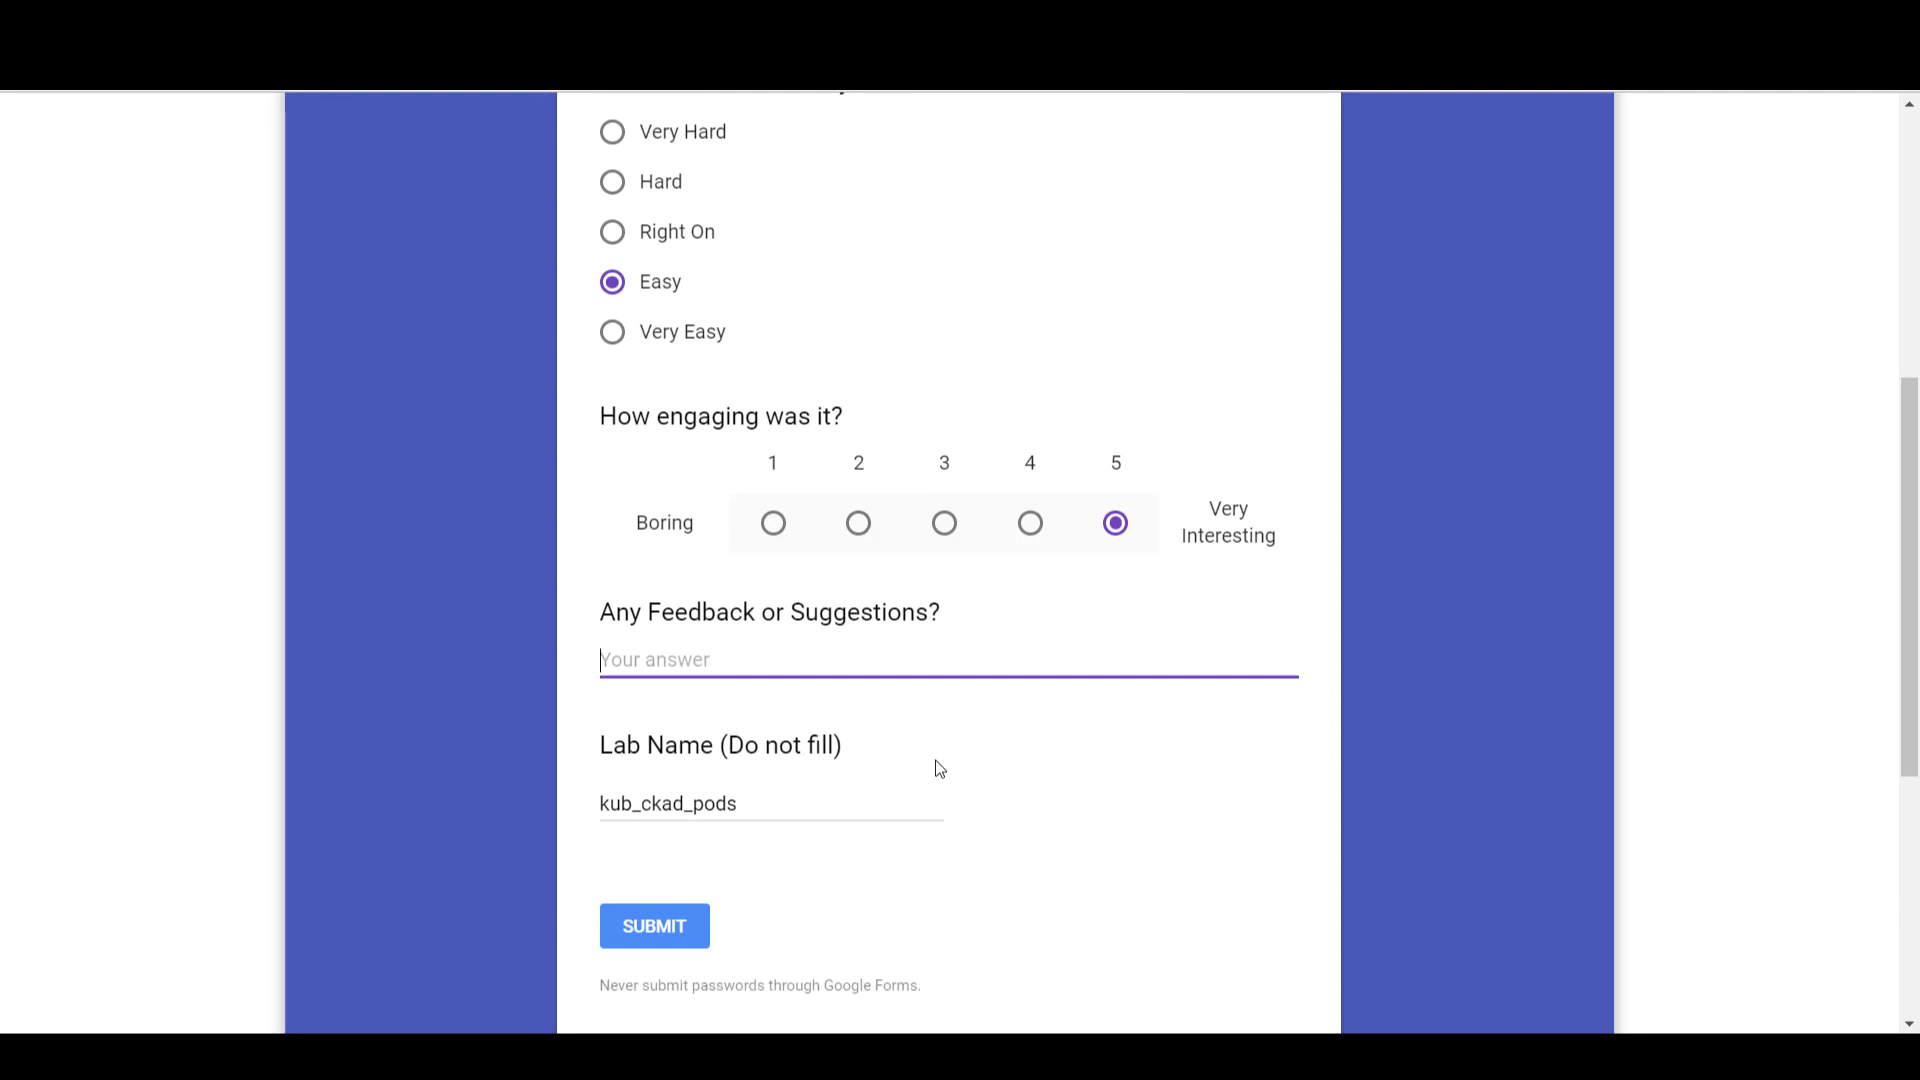 Very Hard
Hard
Right On
Easy
Very Easy
How engaging was it?
1 2 3 4 5
Boring
Very
Interesting
Any Feedback or Suggestions?
Your answer
Lab Name (Do not fill)
kub_ckad_pods
SUBMIT
Never submit passwords through Google Forms.